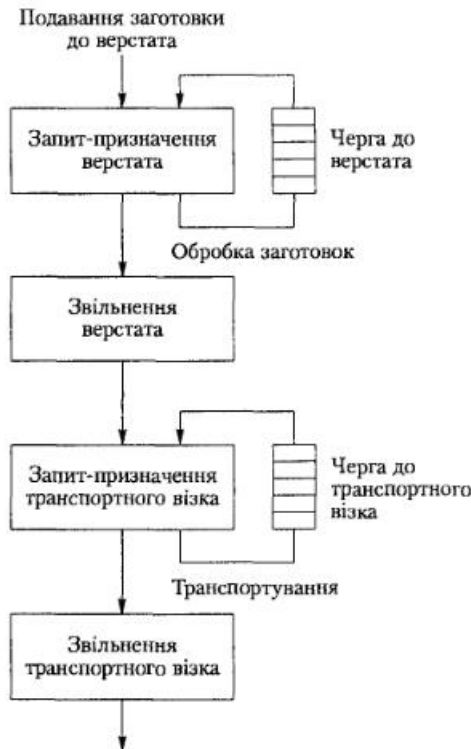 Подавання заготовки
до верстата
Запит-призначення
верстата
Черга до
верстата
Обробка заготовок
Звільнення
верстата
Запит-призначення
транспортного візка
Черга до
транспортного
візка
Транспортування
Звільнення
транспортного візка